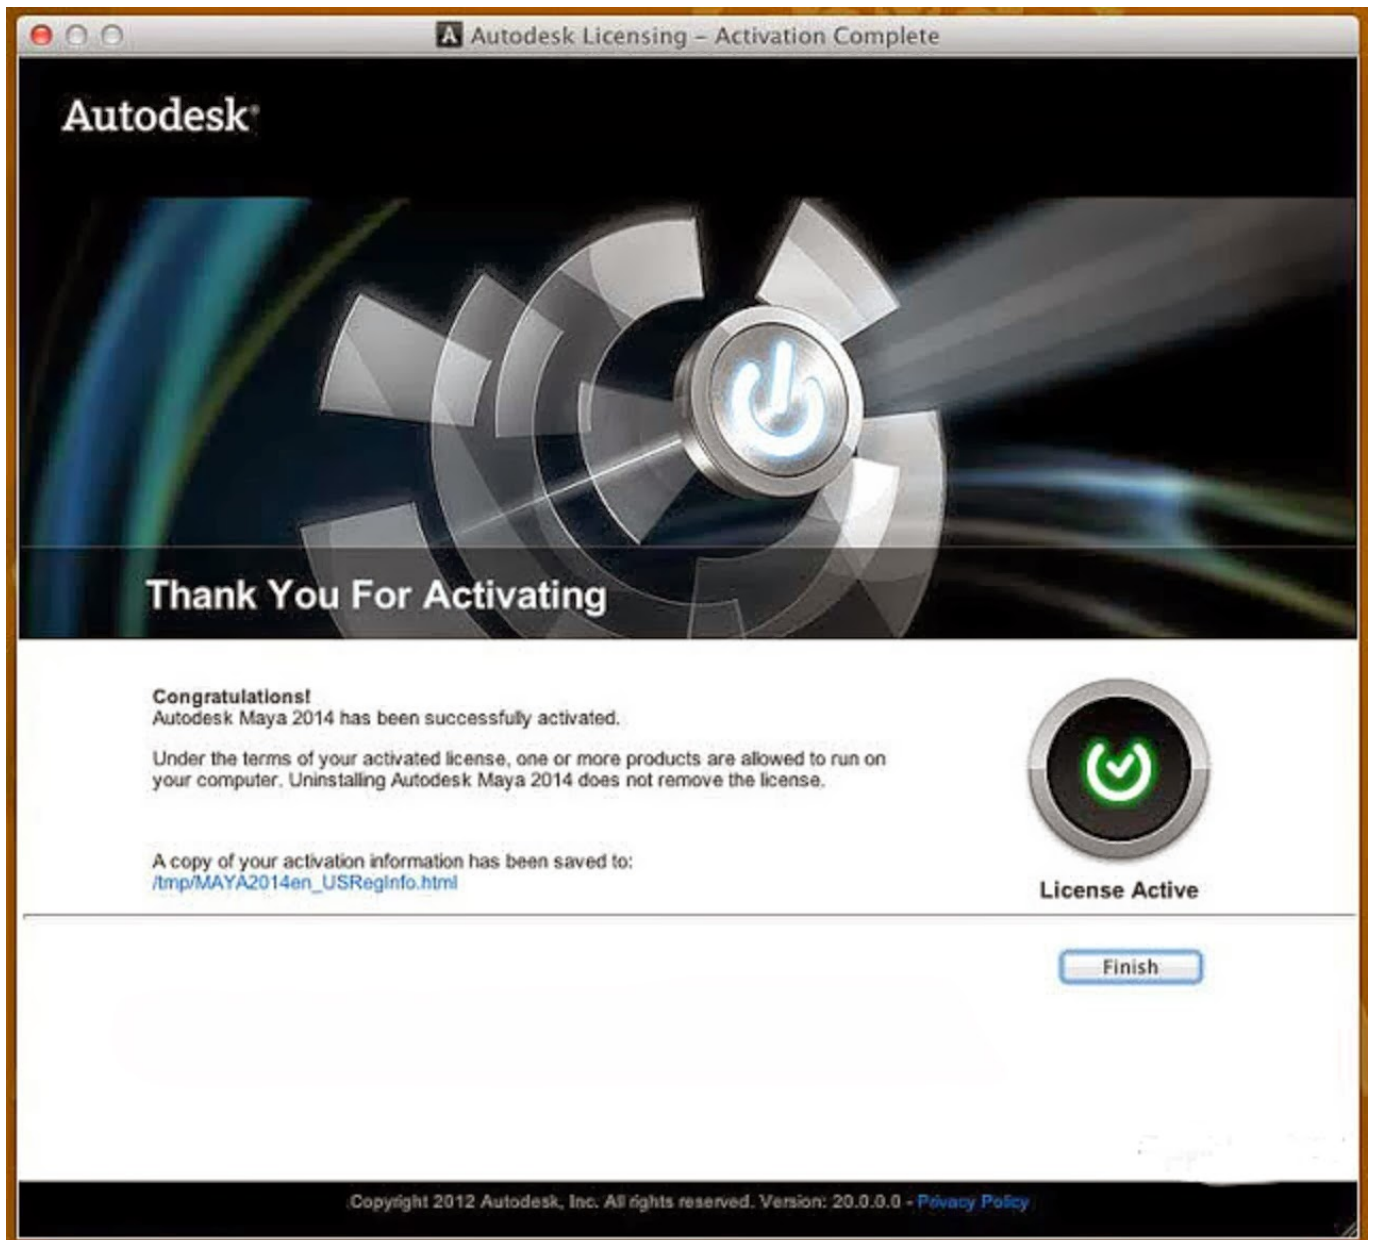 Autodesk Licensing – Activation Complete
Autodesk®
Thank You For Activating
Congratulations!
Autodesk Maya 2014 has been successfully activated.
Under the terms of your activated license, one or more products are allowed to run on
your computer. Uninstalling Autodesk Maya 2014 does not remove the license.
A copy of your activation information has been saved to:
/tmp/MAYA2014en_USRegInfo.html
License Active
Finish
Copyright 2012 Autodesk, Inc. All rights reserved. Version: 20.0.0.0 - Privacy Policy